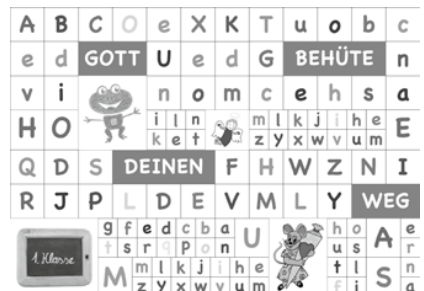 A B C O e X K T u o b c
e d GOTT U e d G BEHÜTE n
v i n o m c e h s a
H O i l n m l k j i h e E
k e t z y x w v u m
Q D S DEINEN F H W Z N I
R J P L D E V M L Y WEG
g f e d c b a U h o A e
t s r q p o n u s r
1. Klasse M m l k j i h e t l S n
z y x w v u m f i a